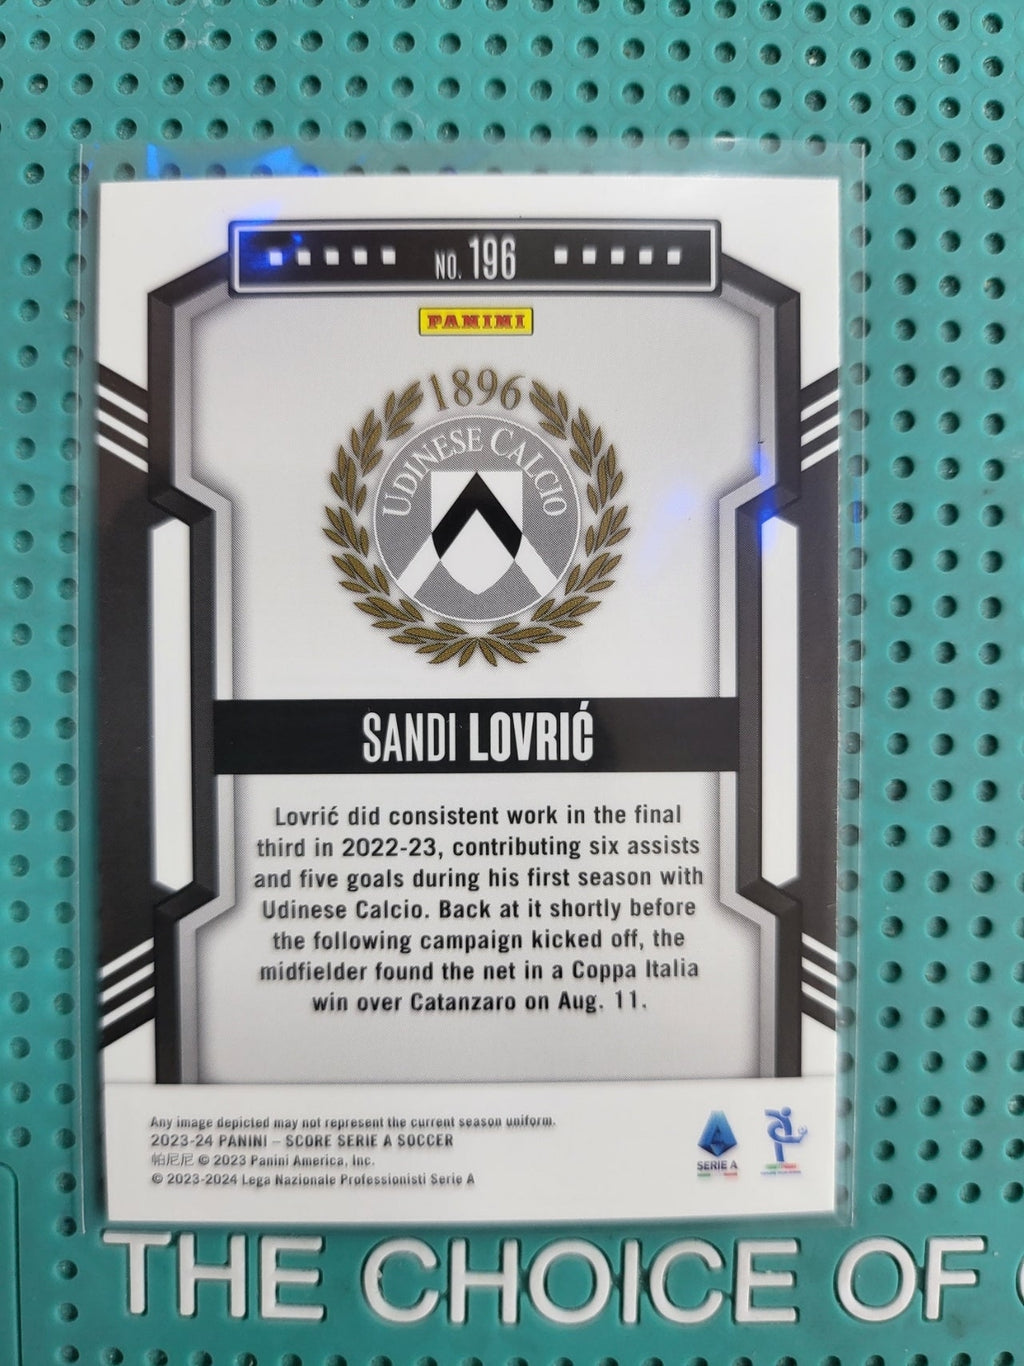 NO. 196
PANINI
1896
UDINESE CALCIO
SANDI LOVRIĆ
Lovrić did consistent work in the final
third in 2022-23, contributing six assists
and five goals during his first season with
Udinese Calcio. Back at it shortly before
the following campaign kicked off, the
midfielder found the net in a Coppa Italia
win over Catanzaro on Aug. 11.
Any image depicted may not represent the current season uniform.
2023-24 PANINI – SCORE SERIE A SOCCER
帕尼尼 © 2023 Panini America, Inc.
© 2023-2024 Lega Nazionale Professionisti Serie A
SERIE A
THE CHOICE OF